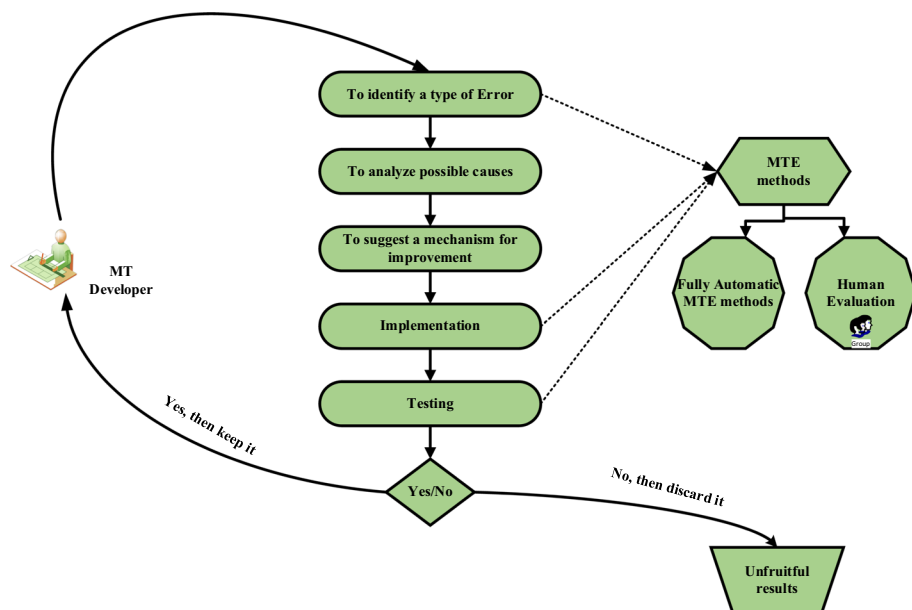 To identify a type of Error
To analyze possible causes
To suggest a mechanism for
improvement
Implementation
Testing
Yes/No
MT
Developer
Yes, then keep it
No, then discard it
MTE
methods
Fully Automatic
MTE methods
Human
Evaluation
Group
Unfruitful
results